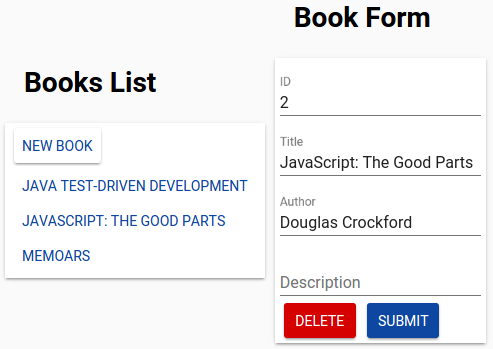 Books List
NEW BOOK
JAVA TEST-DRIVEN DEVELOPMENT
JAVASCRIPT: THE GOOD PARTS
MEMOARS
Book Form
ID
2
Title
JavaScript: The Good Parts
Author
Douglas Crockford
Description
DELETE SUBMIT